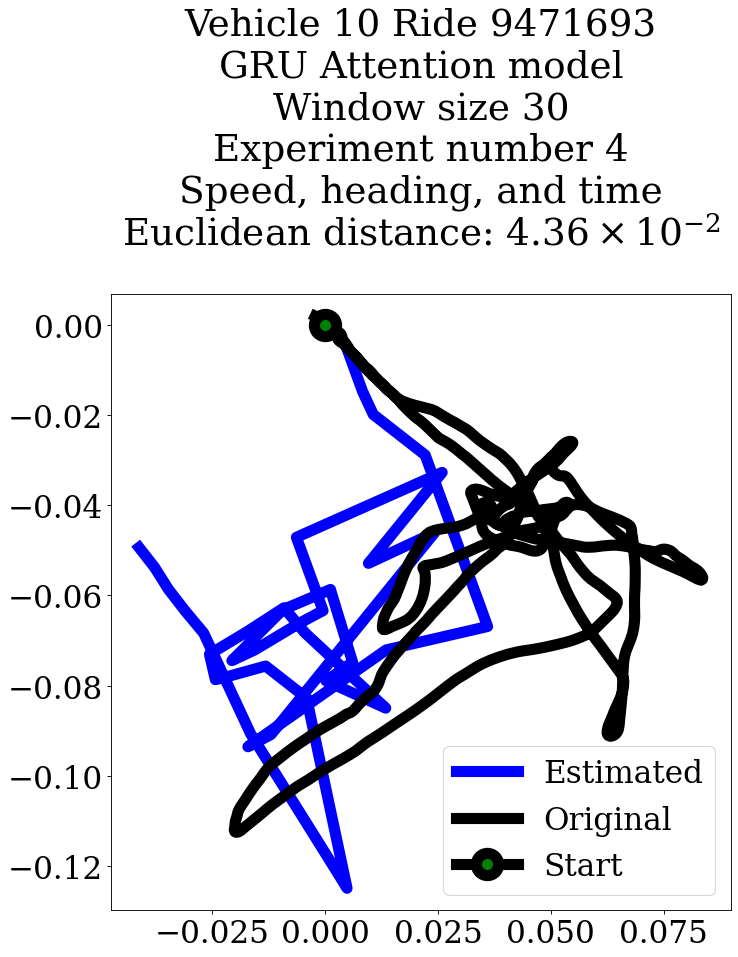 Vehicle 10 Ride 9471693
GRU Attention model
Window size 30
Experiment number 4
Speed, heading, and time
Euclidean distance: 4.36 × 10⁻²
0.00
−0.02
−0.04
−0.06
−0.08
−0.10
−0.12
Estimated
Original
Start
−0.025 0.000 0.025 0.050 0.075